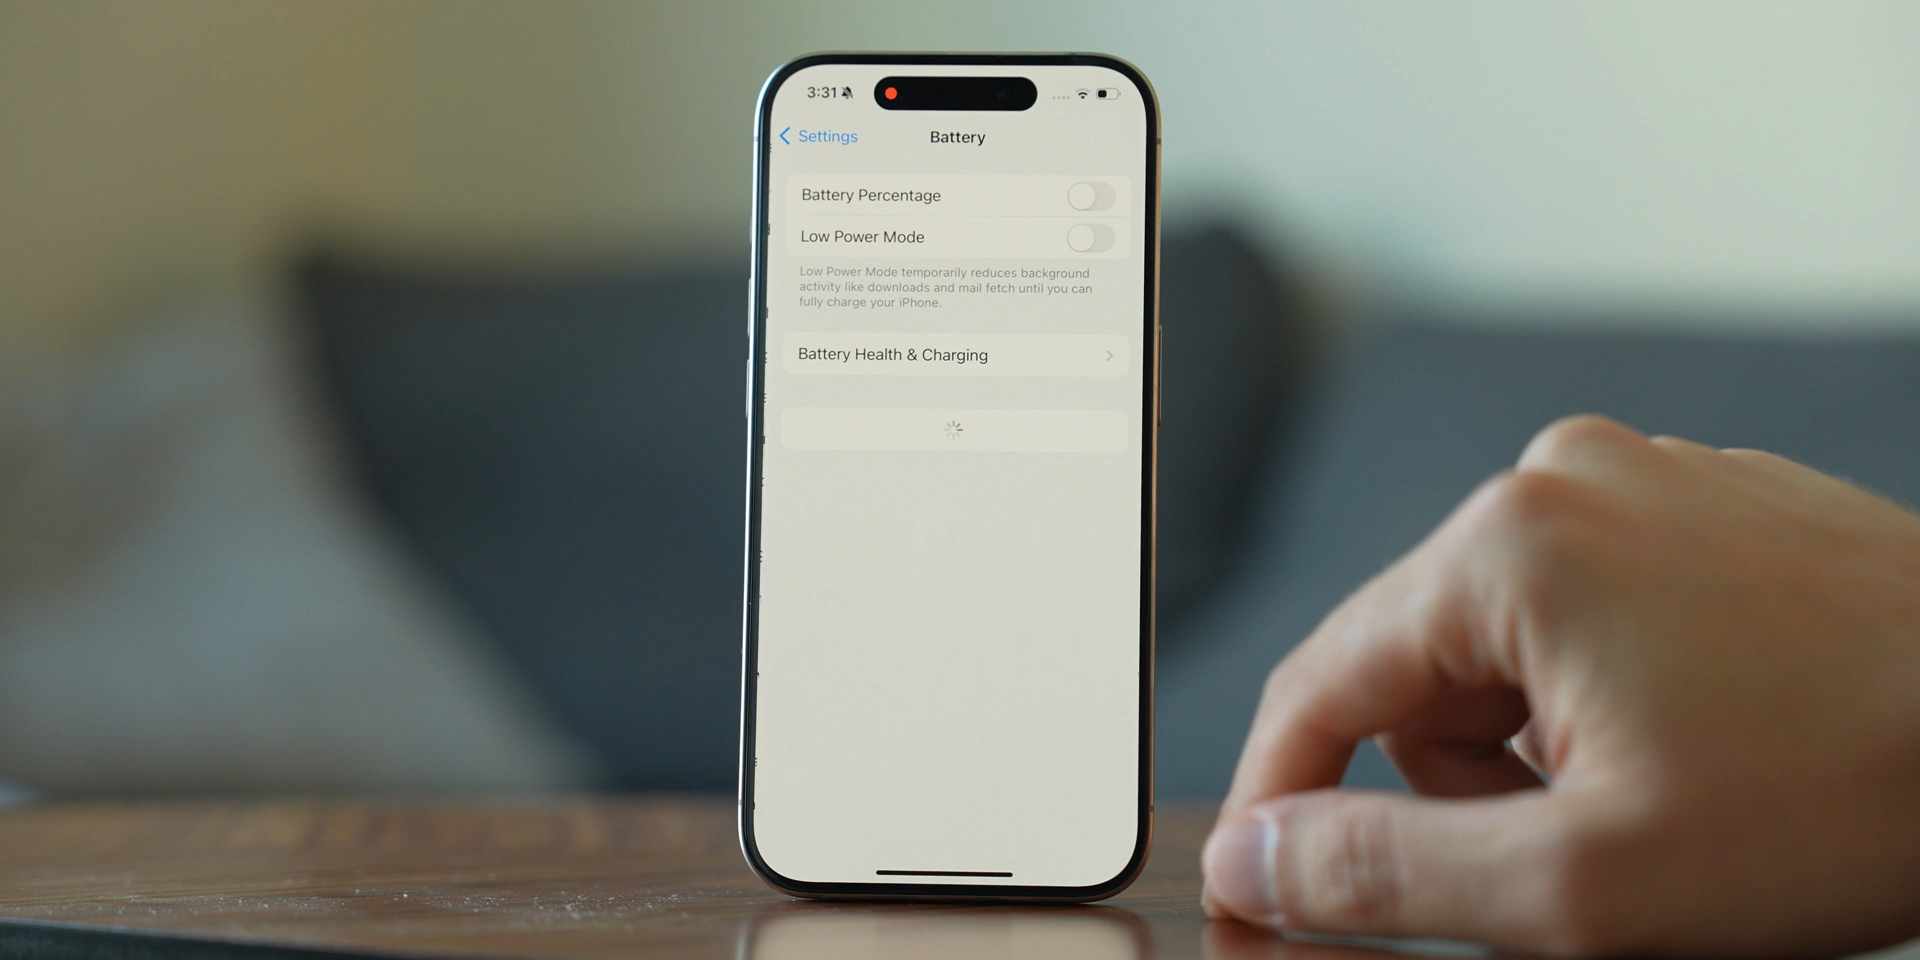 3:31
Settings
Battery
Battery Percentage
Low Power Mode
Low Power Mode temporarily reduces background
activity like downloads and mail fetch until you can
fully charge your iPhone.
Battery Health & Charging